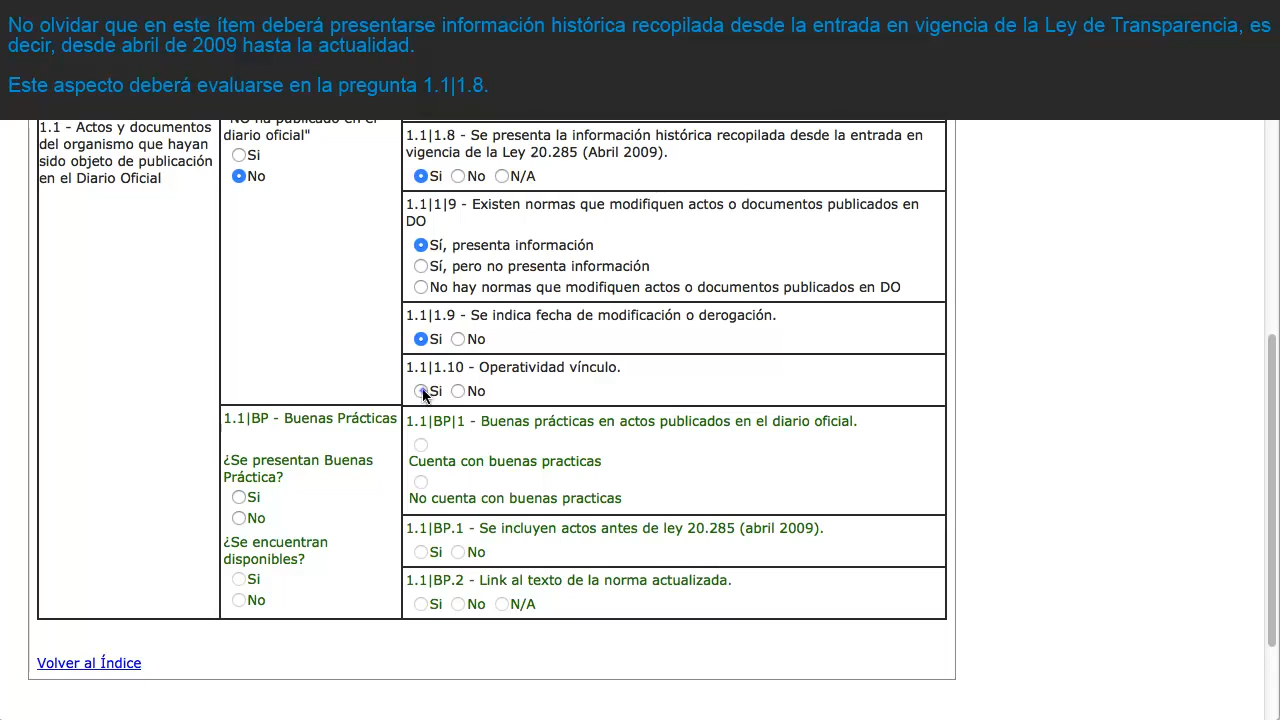 No olvidar que en este ítem deberá presentarse información histórica recopilada desde la entrada en vigencia de la Ley de Transparencia, es
decir, desde abril de 2009 hasta la actualidad.
Este aspecto deberá evaluarse en la pregunta 1.1|1.8.
1.1 - Actos y documentos
del organismo que hayan
sido objeto de publicación
en el Diario Oficial
"NO ha publicado en el
diario oficial"
Si
No
1.1|1.8 - Se presenta la información histórica recopilada desde la entrada en
vigencia de la Ley 20.285 (Abril 2009).
Si No N/A
1.1|1|9 - Existen normas que modifiquen actos o documentos publicados en
DO
Sí, presenta información
Sí, pero no presenta información
No hay normas que modifiquen actos o documentos publicados en DO
1.1|1.9 - Se indica fecha de modificación o derogación.
Si No
1.1|1.10 - Operatividad vínculo.
Si No
1.1|BP - Buenas Prácticas
¿Se presentan Buenas
Práctica?
Si
No
¿Se encuentran
disponibles?
Si
No
1.1|BP|1 - Buenas prácticas en actos publicados en el diario oficial.
Cuenta con buenas practicas
No cuenta con buenas practicas
1.1|BP.1 - Se incluyen actos antes de ley 20.285 (abril 2009).
Si No
1.1|BP.2 - Link al texto de la norma actualizada.
Si No N/A
Volver al Índice